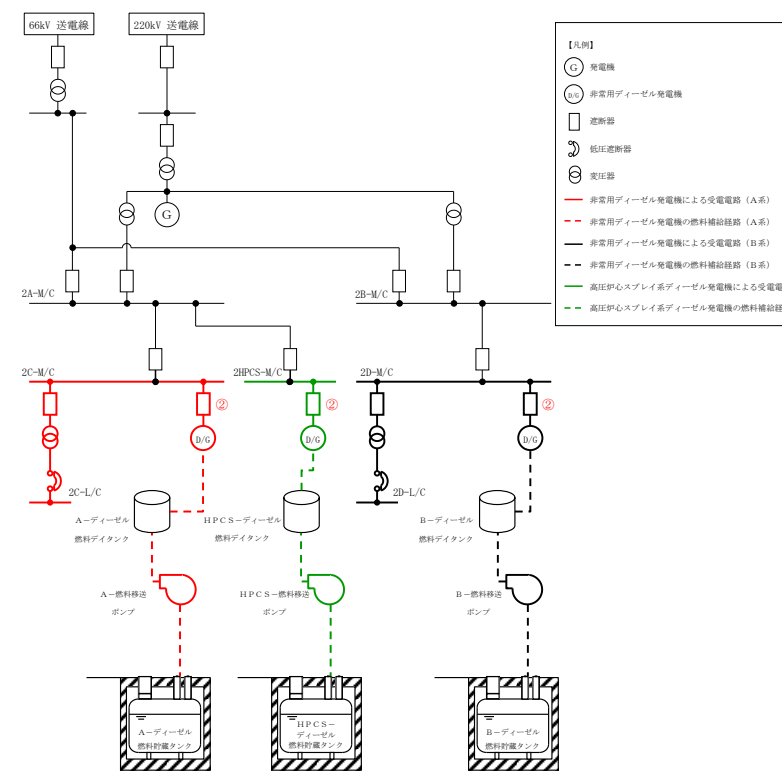 66kV 送電線
220kV 送電線
【凡例】
G 発電機
D/G 非常用ディーゼル発電機
遮断器
低圧遮断器
変圧器
非常用ディーゼル発電機による受電電路（A系）
非常用ディーゼル発電機の燃料補給経路（A系）
非常用ディーゼル発電機による受電電路（B系）
非常用ディーゼル発電機の燃料補給経路（B系）
高圧炉心スプレイ系ディーゼル発電機による受電電
高圧炉心スプレイ系ディーゼル発電機の燃料補給経
G
2A-M/C
2B-M/C
2C-M/C
2HPCS-M/C
2D-M/C
②
②
②
D/G
D/G
D/G
2C-L/C
2D-L/C
A－ディーゼル
燃料デイタンク
HPCS－ディーゼル
燃料デイタンク
B－ディーゼル
燃料デイタンク
A－燃料移送
ポンプ
HPCS－燃料移送
ポンプ
B－燃料移送
ポンプ
A－ディーゼル
燃料貯蔵タンク
HPCS－
ディーゼル
燃料貯蔵タンク
B－ディーゼル
燃料貯蔵タンク